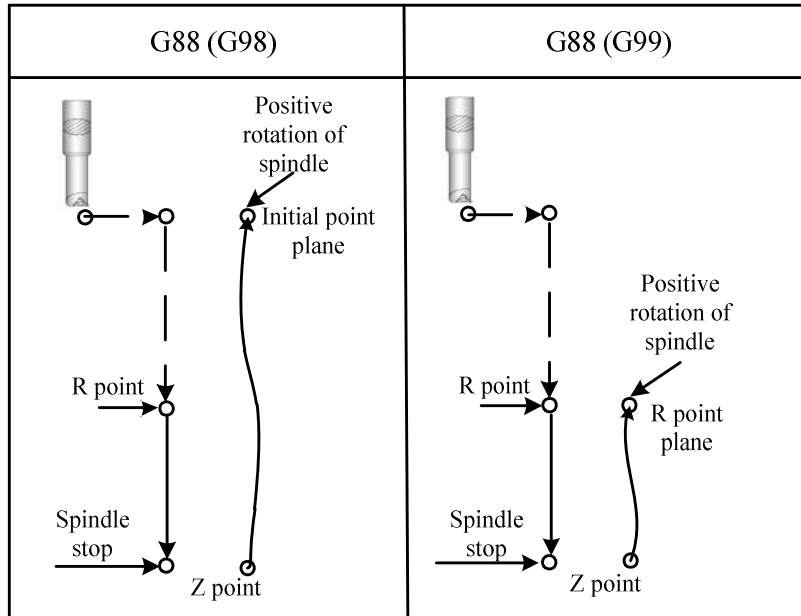 G88 (G98)
G88 (G99)
Positive
rotation of
spindle
Initial point
plane
R point
Spindle
stop
Z point
Positive
rotation of
spindle
R point
R point
plane
Spindle
stop
Z point